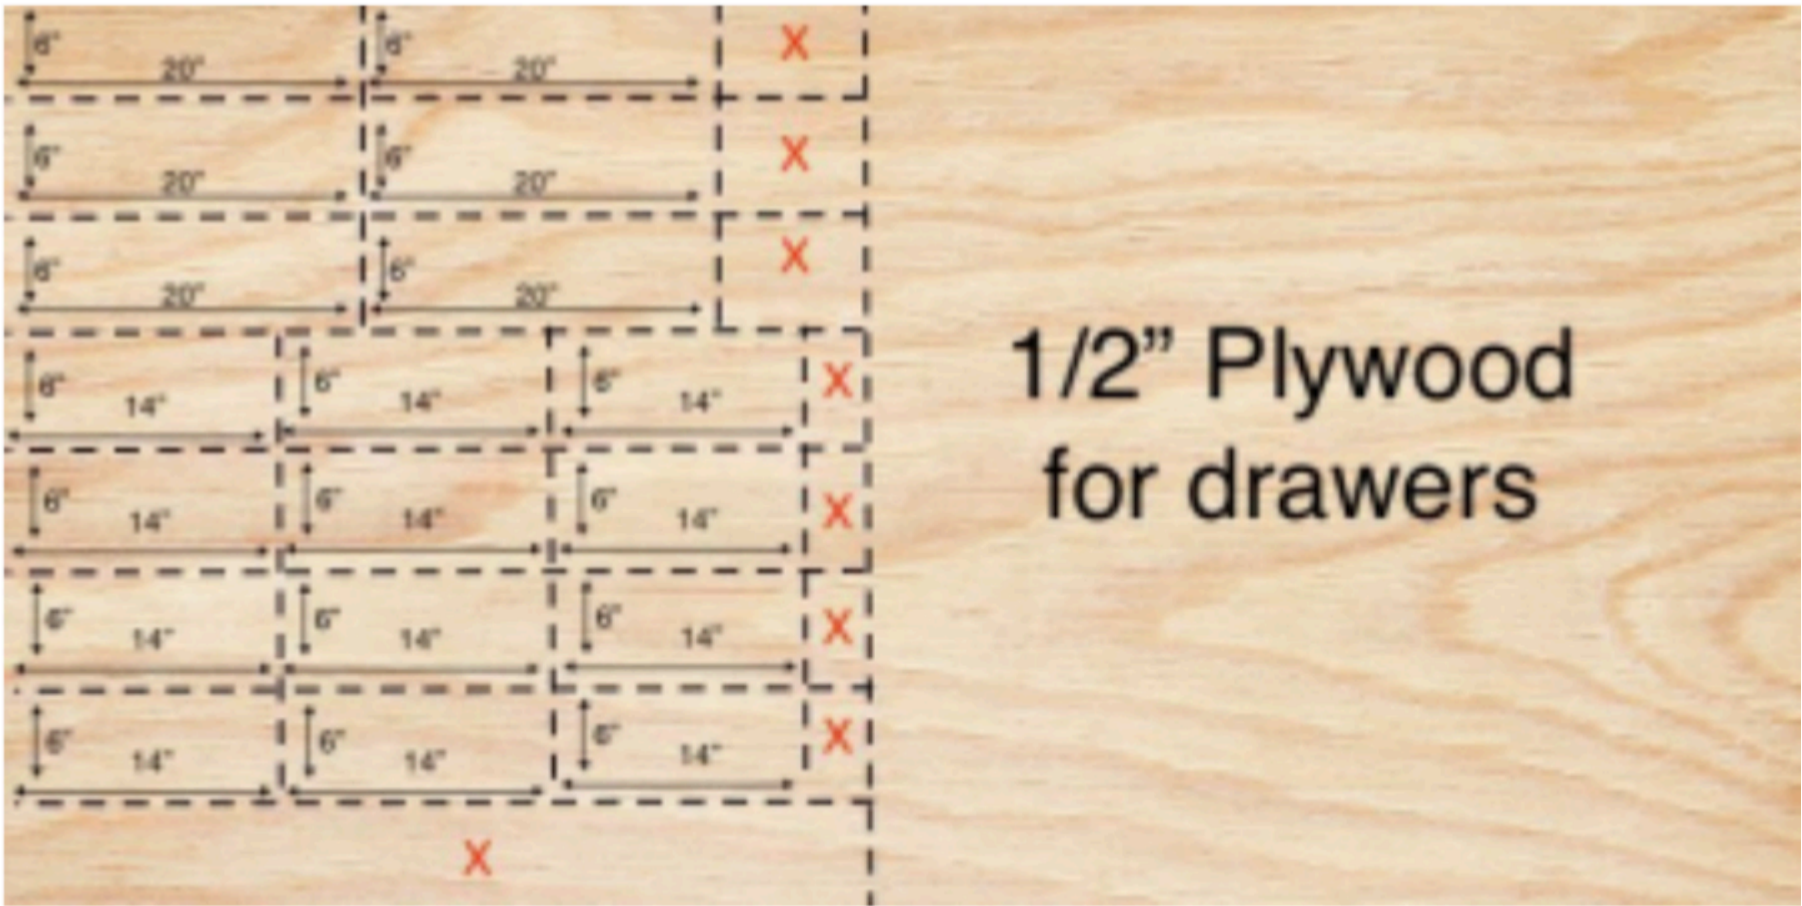 6" 6" X
20" 20"
6" 6" X
20" 20"
6" 6" X
20" 20"
6" 6" 6" X
14" 14" 14"
6" 6" 6" X
14" 14" 14"
6" 6" 6" X
14" 14" 14"
6" 6" 6" X
14" 14" 14"
X
1/2” Plywood
for drawers